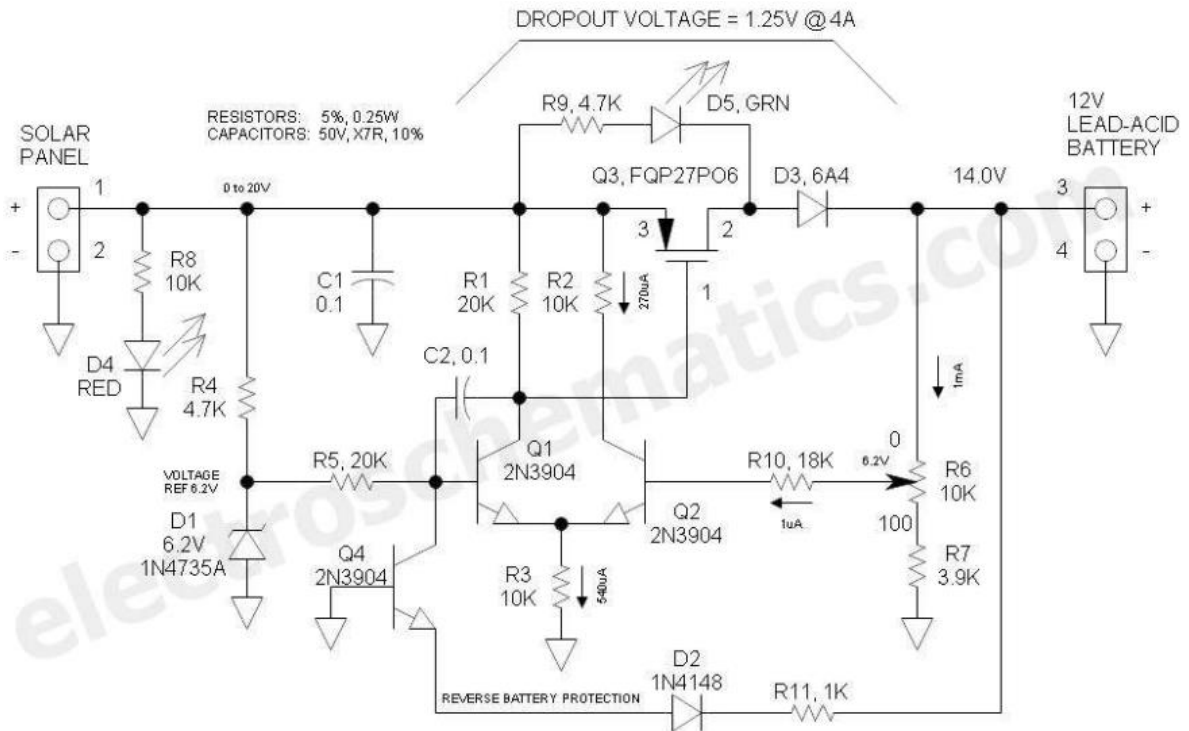 DROPOUT VOLTAGE = 1.25V @ 4A
R9, 4.7K
D5, GRN
RESISTORS: 5%, 0.25W
CAPACITORS: 50V, X7R, 10%
SOLAR
PANEL
12V
LEAD-ACID
BATTERY
Q3, FQP27PO6
D3, 6A4
14.0V
0 to 20V
+
1
-
2
3
2
1
3
+
4
-
R8
10K
C1
0.1
R1
20K
R2
10K
270uA
D4
RED
R4
4.7K
C2, 0.1
1mA
0
6.2V
R6
10K
100
VOLTAGE
REF 6.2V
R5, 20K
Q1
2N3904
R10, 18K
1uA
Q2
2N3904
D1
6.2V
1N4735A
Q4
2N3904
R3
10K
540uA
R7
3.9K
REVERSE BATTERY PROTECTION
D2
1N4148
R11, 1K
electroschematics.com